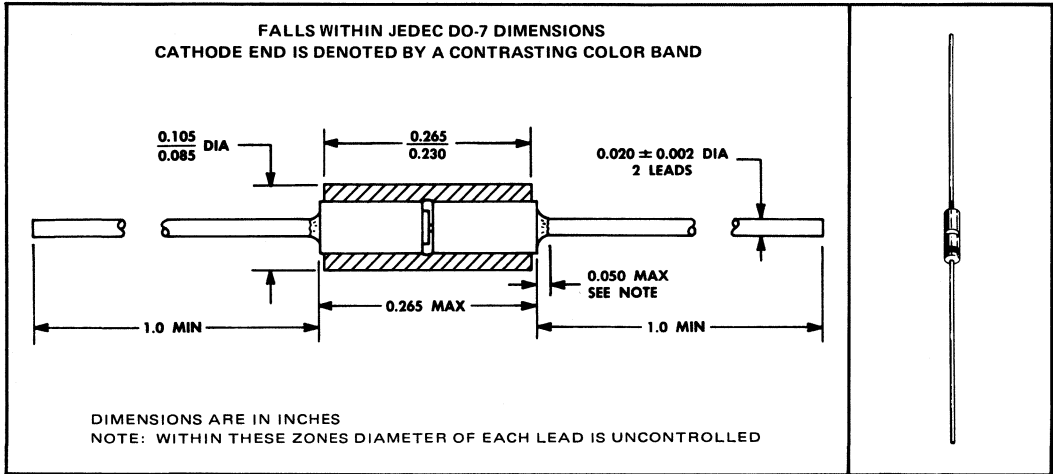 FALLS WITHIN JEDEC DO-7 DIMENSIONS
CATHODE END IS DENOTED BY A CONTRASTING COLOR BAND
0.105
0.085 DIA
0.265
0.230
0.020 ± 0.002 DIA
2 LEADS
0.050 MAX
SEE NOTE
0.265 MAX
1.0 MIN
1.0 MIN
DIMENSIONS ARE IN INCHES
NOTE: WITHIN THESE ZONES DIAMETER OF EACH LEAD IS UNCONTROLLED